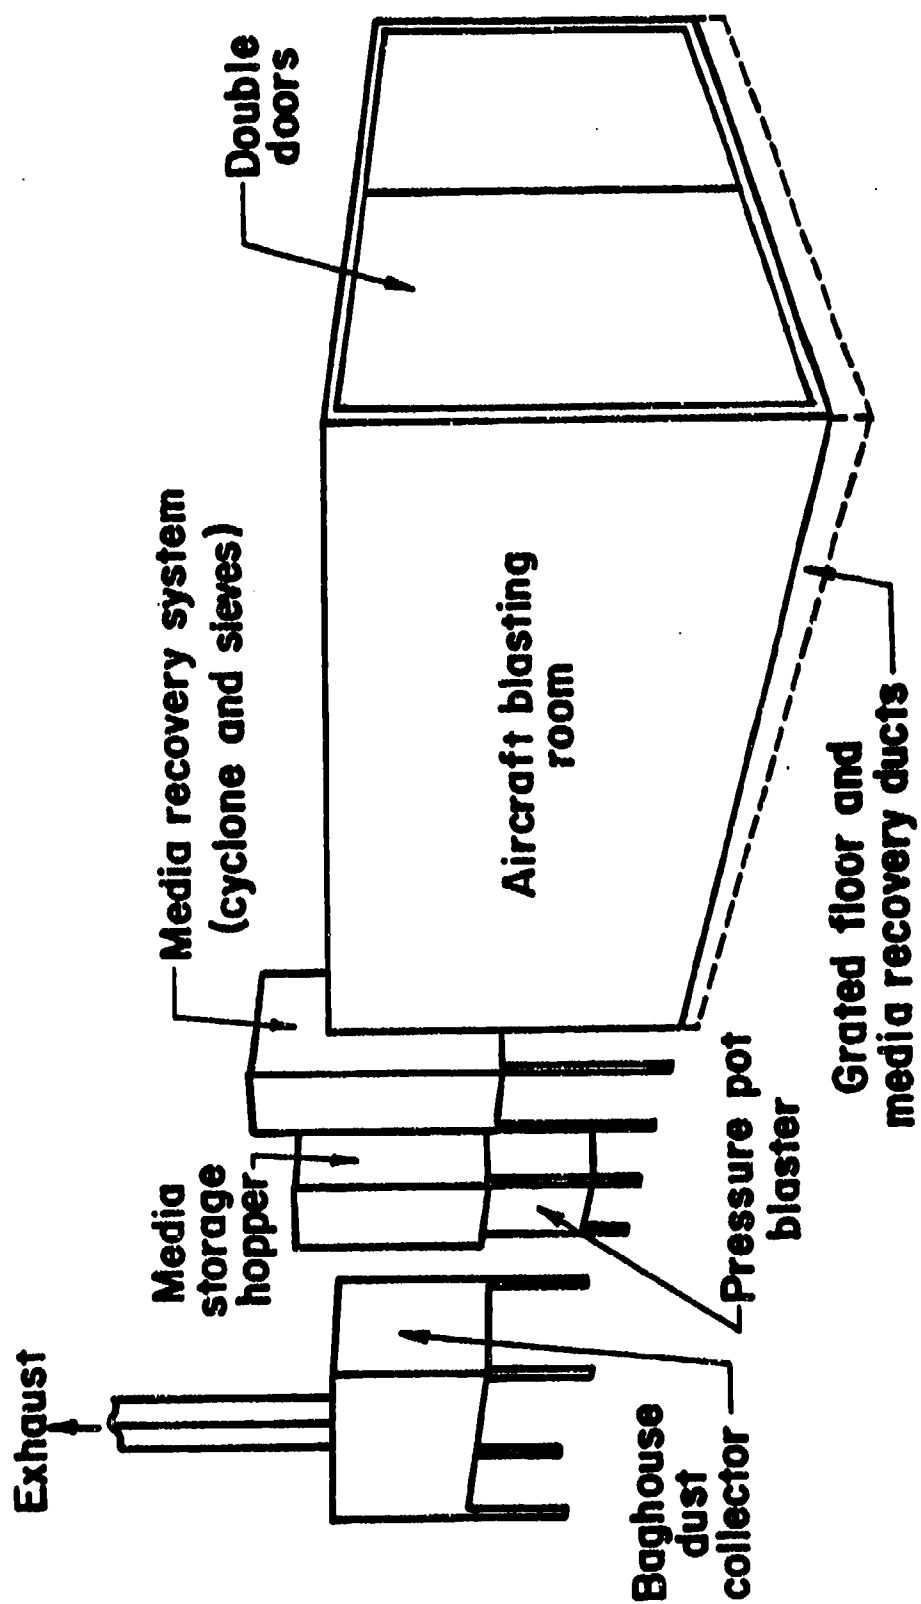 Exhaust
Media
storage
hopper
Media recovery system
(cyclone and sieves)
Double
doors
Aircraft blasting
room
Baghouse
dust
collector
Pressure pot
blaster
Grated floor and
media recovery ducts